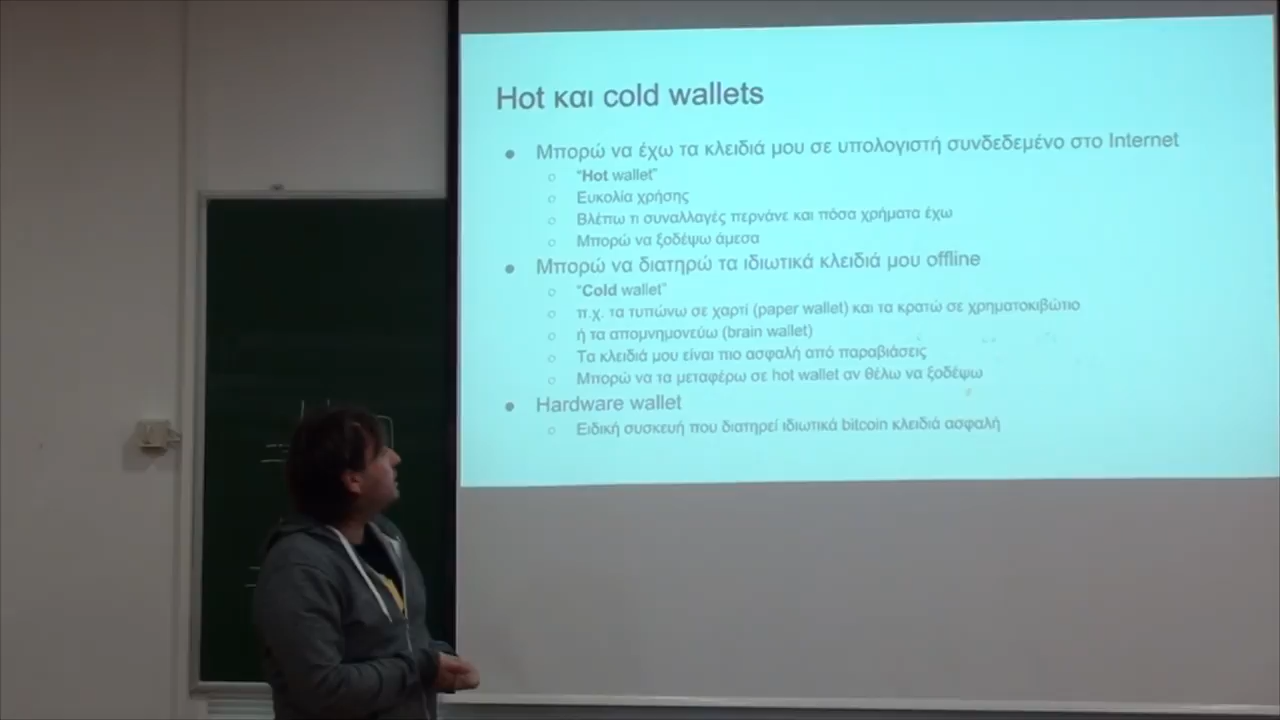 Hot και cold wallets
● Μπορώ να έχω τα κλειδιά μου σε υπολογιστή συνδεδεμένο στο Internet
○ “Hot wallet”
○ Ευκολία χρήσης
○ Βλέπω τι συναλλαγές περνάνε και πόσα χρήματα έχω
○ Μπορώ να ξοδέψω άμεσα
● Μπορώ να διατηρώ τα ιδιωτικά κλειδιά μου offline
○ “Cold wallet”
○ π.χ. τα τυπώνω σε χαρτί (paper wallet) και τα κρατώ σε χρηματοκιβώτιο
○ ή τα απομνημονεύω (brain wallet)
○ Τα κλειδιά μου είναι πιο ασφαλή από παραβιάσεις
○ Μπορώ να τα μεταφέρω σε hot wallet αν θέλω να ξοδέψω
● Hardware wallet
○ Ειδική συσκευή που διατηρεί ιδιωτικά bitcoin κλειδιά ασφαλή